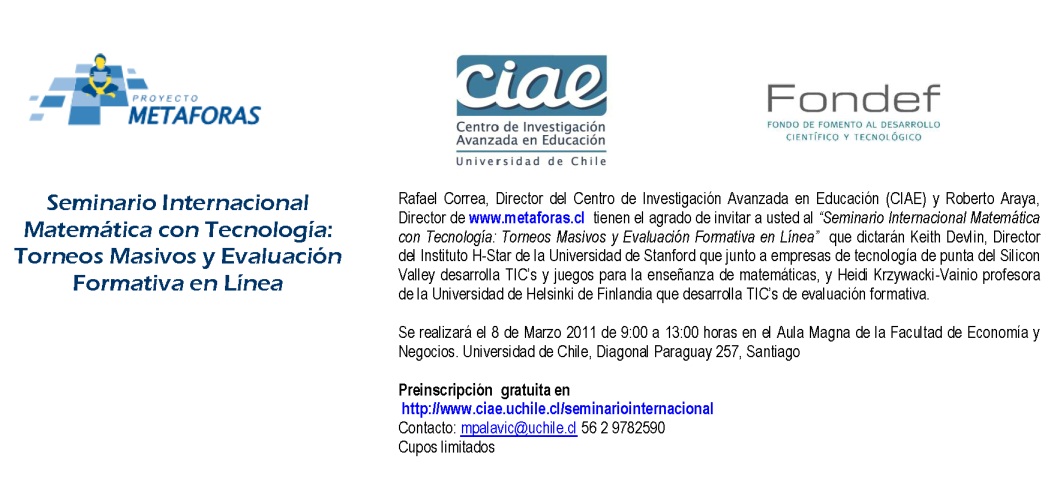 PROYECTO
METAFORAS
ciae
Centro de Investigación
Avanzada en Educación
Universidad de Chile
Fondef
FONDO DE FOMENTO AL DESARROLLO
CIENTÍFICO Y TECNOLÓGICO
Seminario Internacional
Matemática con Tecnología:
Torneos Masivos y Evaluación
Formativa en Línea
Rafael Correa, Director del Centro de Investigación Avanzada en Educación (CIAE) y Roberto Araya,
Director de www.metaforas.cl tienen el agrado de invitar a usted al “Seminario Internacional Matemática
con Tecnología: Torneos Masivos y Evaluación Formativa en Línea” que dictarán Keith Devlin, Director
del Instituto H-Star de la Universidad de Stanford que junto a empresas de tecnología de punta del Silicon
Valley desarrolla TIC’s y juegos para la enseñanza de matemáticas, y Heidi Krzywacki-Vainio profesora
de la Universidad de Helsinki de Finlandia que desarrolla TIC’s de evaluación formativa.
Se realizará el 8 de Marzo 2011 de 9:00 a 13:00 horas en el Aula Magna de la Facultad de Economía y
Negocios. Universidad de Chile, Diagonal Paraguay 257, Santiago
Preinscripción gratuita en
http://www.ciae.uchile.cl/seminariointernacional
Contacto: mpalavic@uchile.cl 56 2 9782590
Cupos limitados